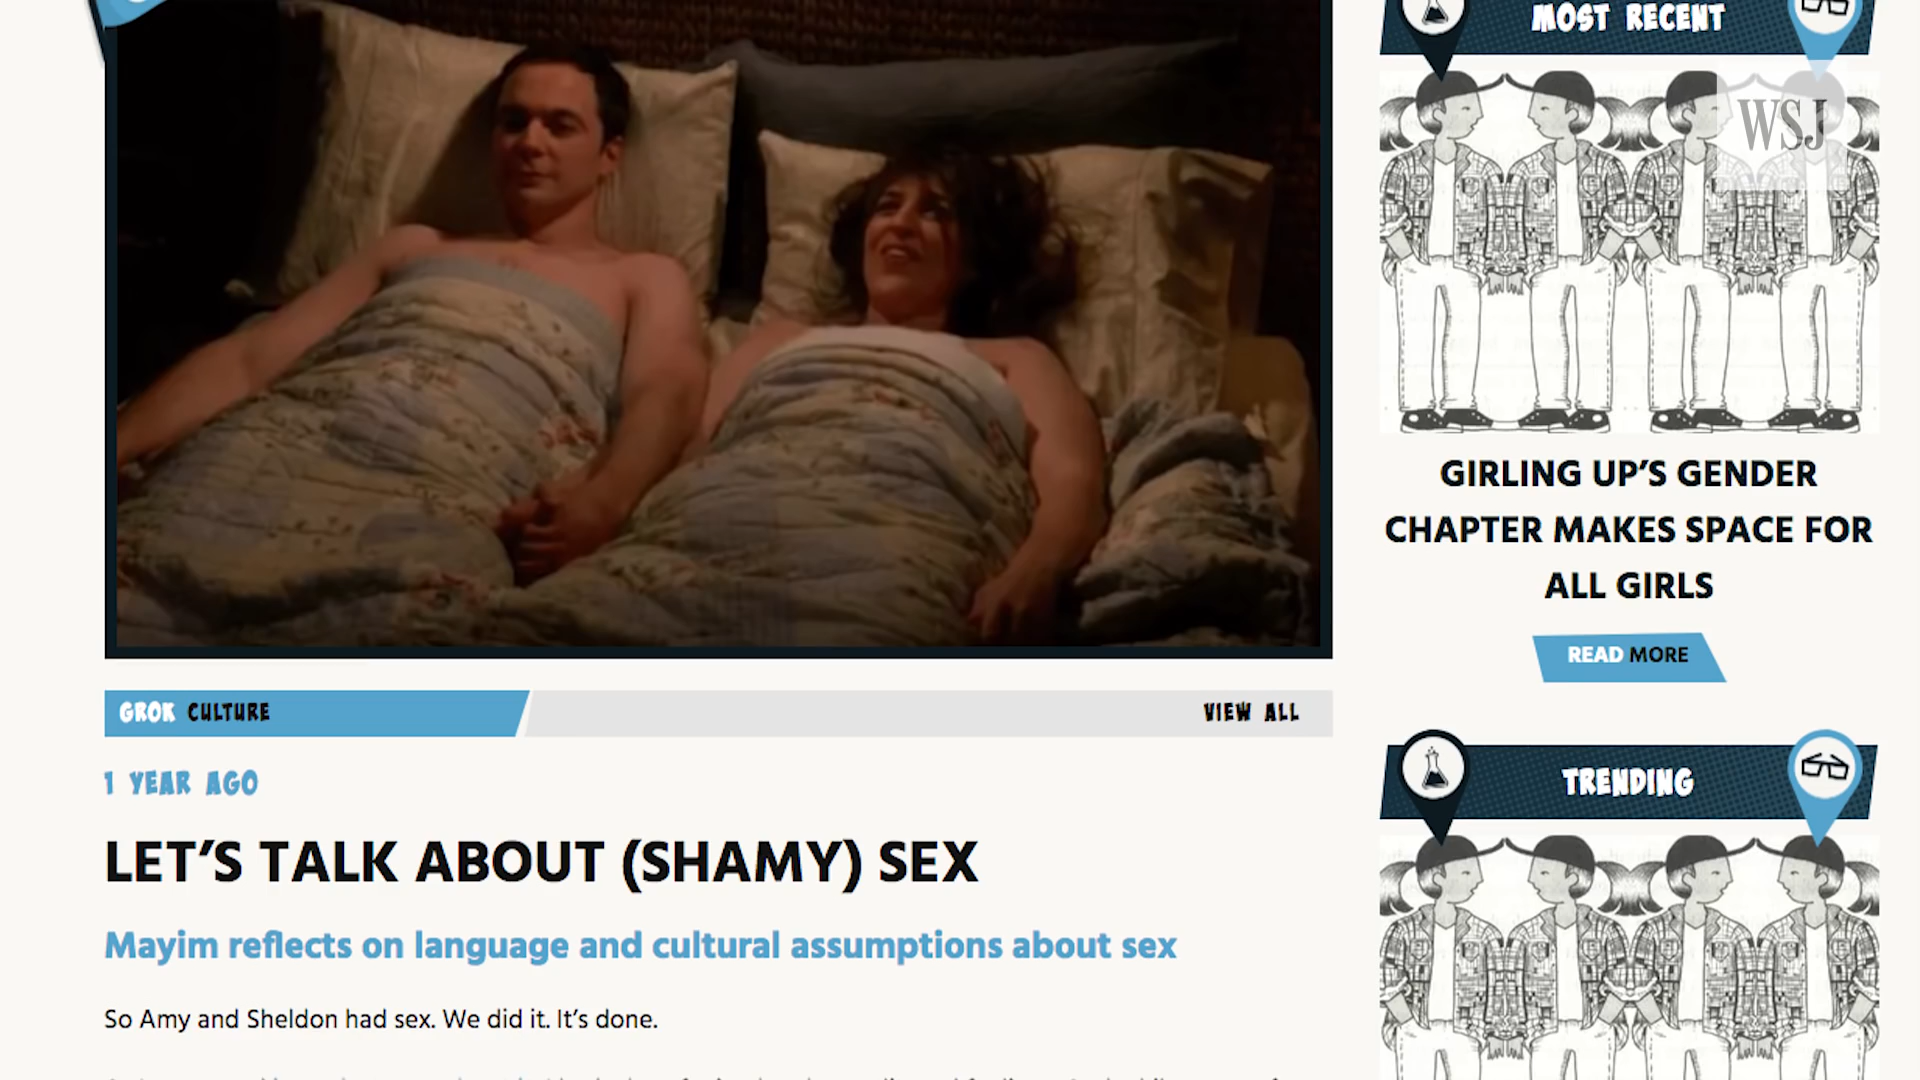 MOST RECENT
WSJ
GIRLING UP'S GENDER
CHAPTER MAKES SPACE FOR
ALL GIRLS
READ MORE
GROK CULTURE
VIEW ALL
1 YEAR AGO
TRENDING
LET'S TALK ABOUT (SHAMY) SEX
Mayim reflects on language and cultural assumptions about sex
So Amy and Sheldon had sex. We did it. It's done.